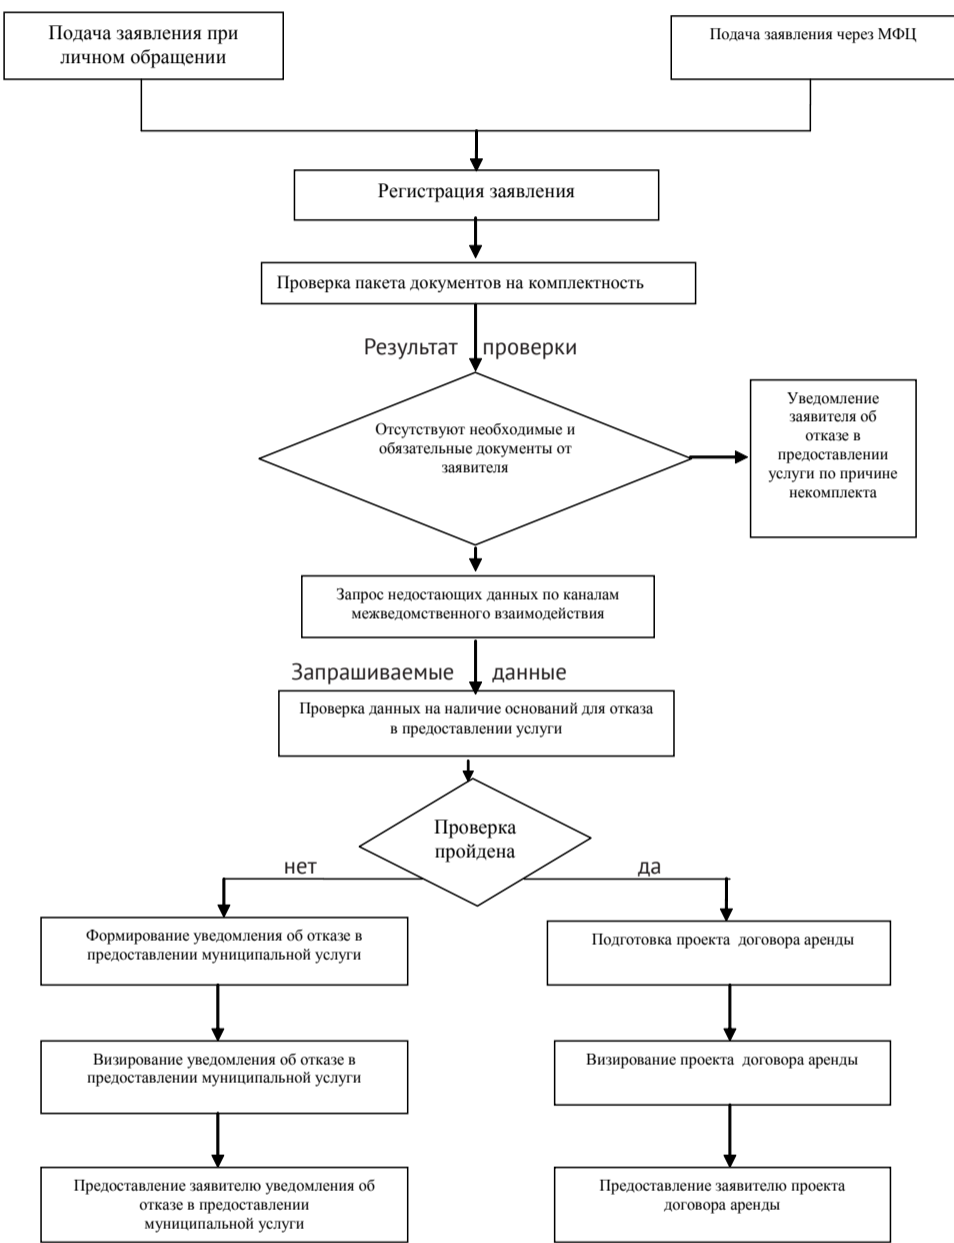 Подача заявления при
личном обращении
Подача заявления через МФЦ
Регистрация заявления
Проверка пакета документов на комплектность
Результат проверки
Отсутствуют необходимые и
обязательные документы от
заявителя
Уведомление
заявителя об
отказе в
предоставлении
услуги по причине
некомплекта
Запрос недостающих данных по каналам
межведомственного взаимодействия
Запрашиваемые данные
Проверка данных на наличие оснований для отказа
в предоставлении услуги
Проверка
пройдена
нет
да
Формирование уведомления об отказе в
предоставлении муниципальной услуги
Подготовка проекта договора аренды
Визирование уведомления об отказе в
предоставлении муниципальной услуги
Визирование проекта договора аренды
Предоставление заявителю уведомления об
отказе в предоставлении
муниципальной услуги
Предоставление заявителю проекта
договора аренды